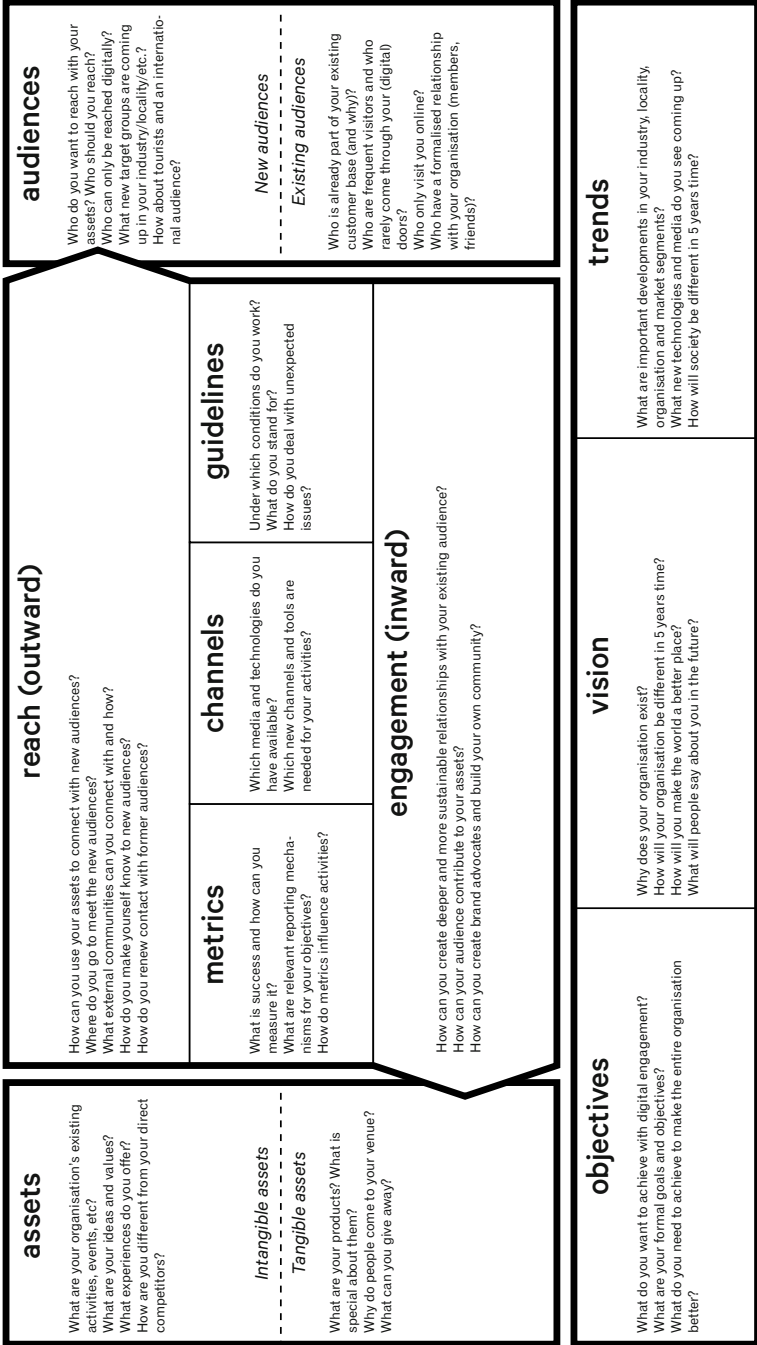 assets
What are your organisation's existing
activities, events, etc?
What are your ideas and values?
What experiences do you offer?
How are you different from your direct
competitors?
Intangible assets
Tangible assets
What are your products? What is
special about them?
Why do people come to your venue?
What can you give away?
reach (outward)
How can you use your assets to connect with new audiences?
Where do you go to meet the new audiences?
What external communities can you connect with and how?
How do you make yourself know to new audiences?
How do you renew contact with former audiences?
metrics
What is success and how can you
measure it?
What are relevant reporting mecha-
nisms for your objectives?
How do metrics influence activities?
channels
Which media and technologies do you
have available?
Which new channels and tools are
needed for your activities?
guidelines
Under which conditions do you work?
What do you stand for?
How do you deal with unexpected
issues?
engagement (inward)
How can you create deeper and more sustainable relationships with your existing audience?
How can your audience contribute to your assets?
How can you create brand advocates and build your own community?
audiences
Who do you want to reach with your
assets? Who should you reach?
Who can only be reached digitally?
What new target groups are coming
up in your industry/locality/etc.?
How about tourists and an internatio-
nal audience?
New audiences
Existing audiences
Who is already part of your existing
customer base (and why)?
Who are frequent visitors and who
rarely come through your (digital)
doors?
Who only visit you online?
Who have a formalised relationship
with your organisation (members,
friends)?
objectives
What do you want to achieve with digital engagement?
What are your formal goals and objectives?
What do you need to achieve to make the entire organisation
better?
vision
Why does your organisation exist?
How will your organisation be different in 5 years time?
How will you make the world a better place?
What will people say about you in the future?
trends
What are important developments in your industry, locality,
organisation and market segments?
What new technologies and media do you see coming up?
How will society be different in 5 years time?